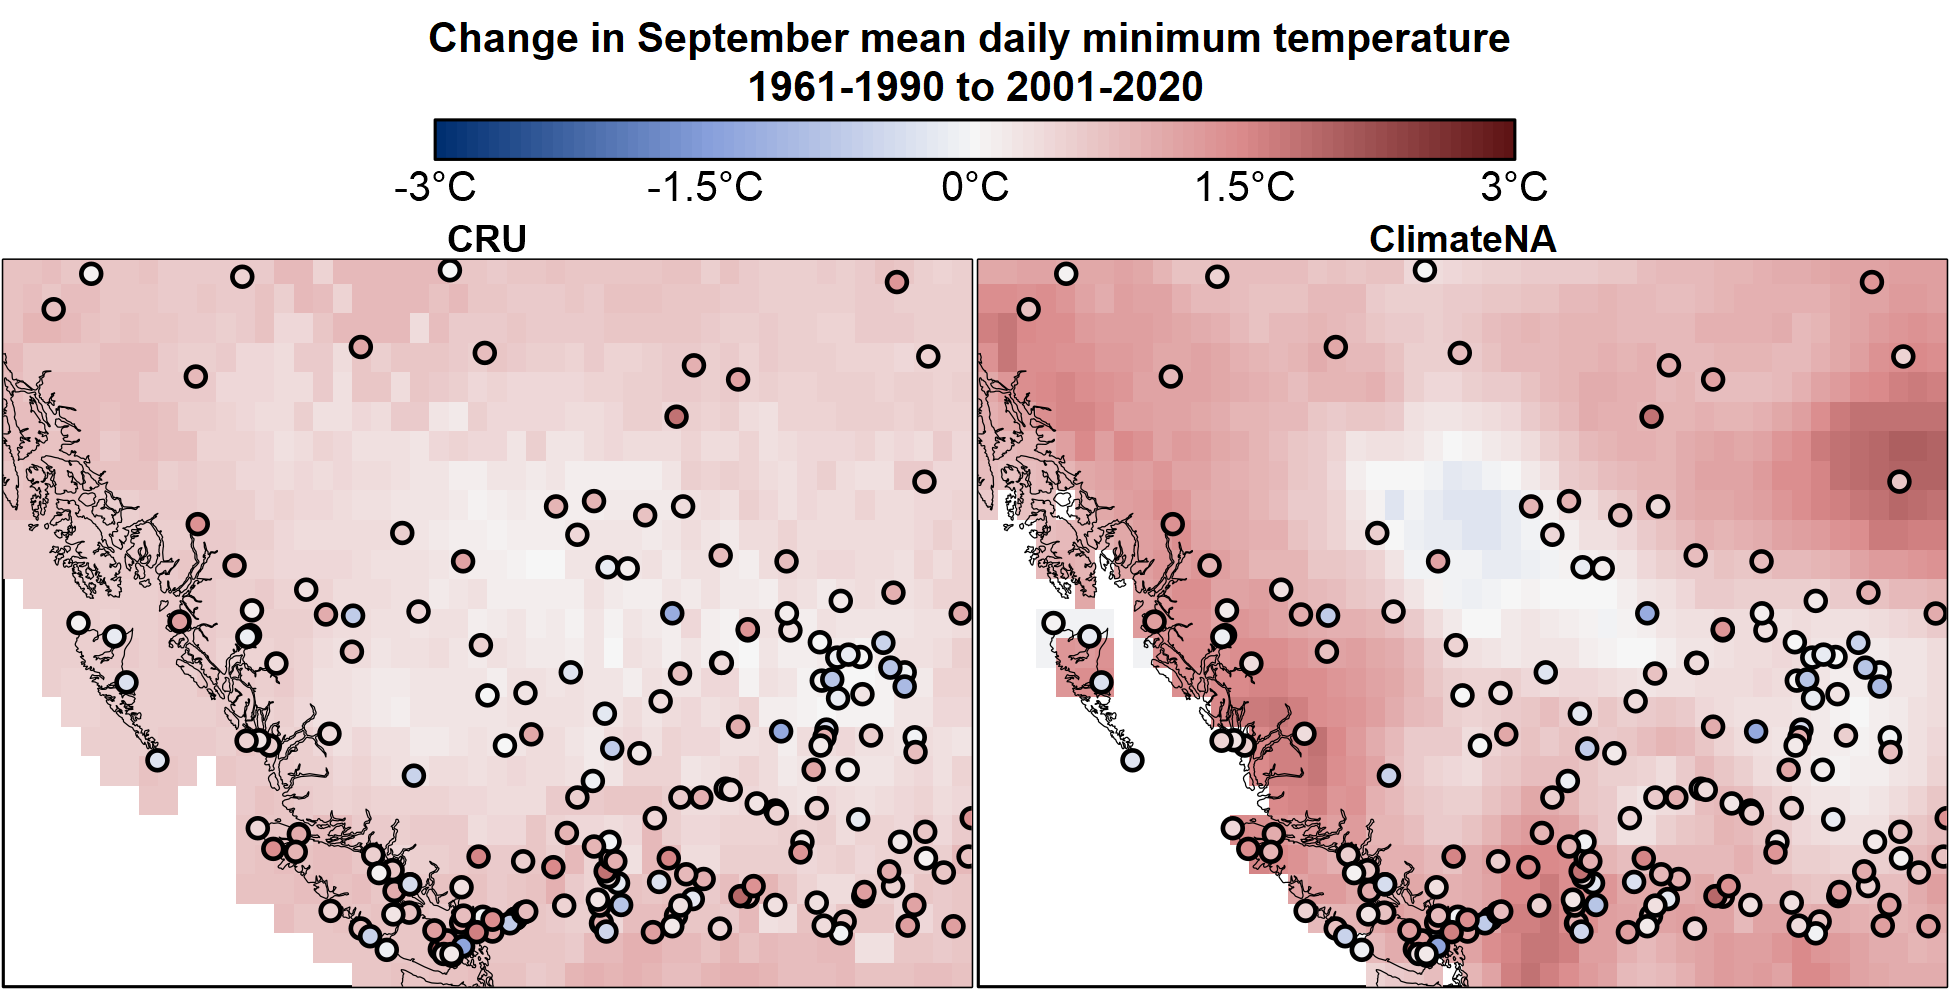 Change in September mean daily minimum temperature
1961-1990 to 2001-2020
-3°C -1.5°C 0°C 1.5°C 3°C
CRU ClimateNA